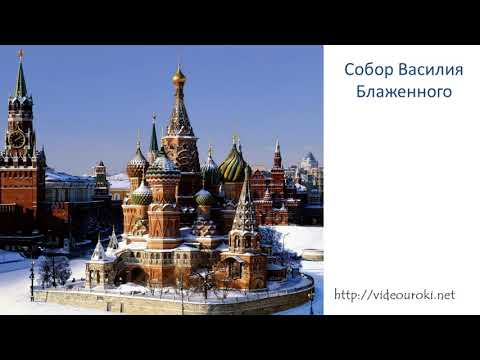 Собор Василия
Блаженного
http://videouroki.net